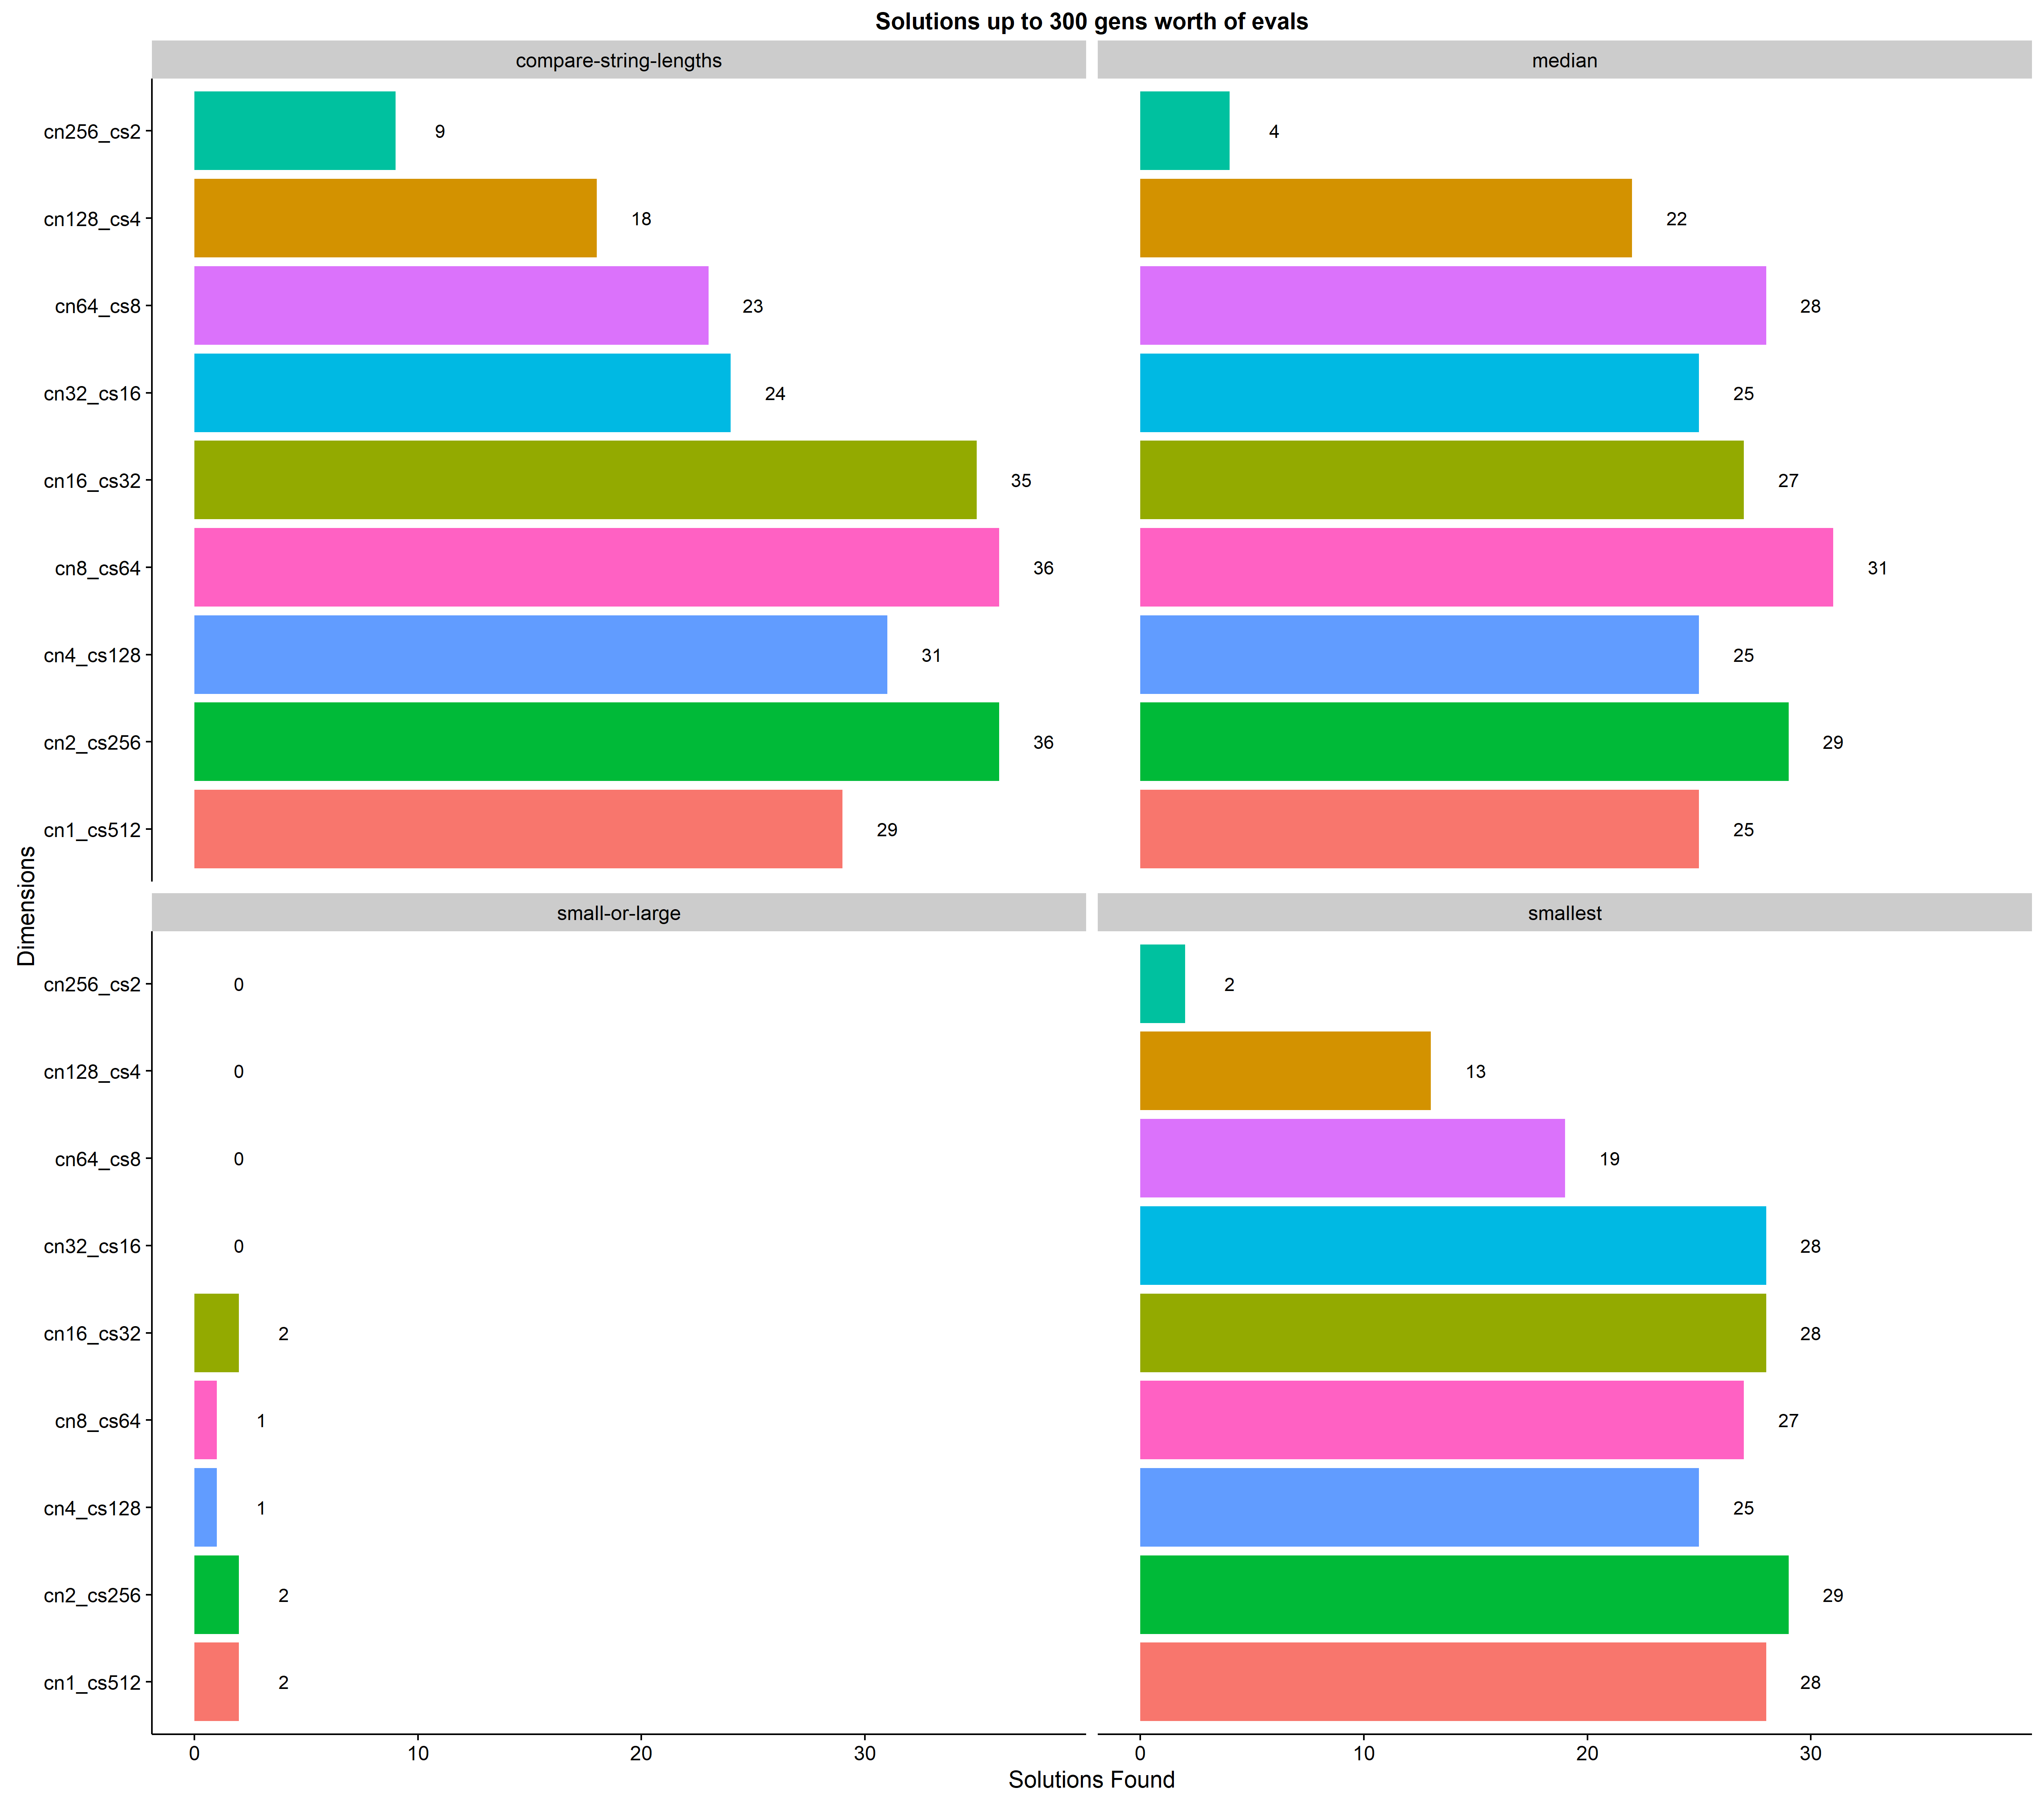 Solutions up to 300 gens worth of evals
compare-string-lengths
median
cn256_cs2 9 4
cn128_cs4 18 22
cn64_cs8 23 28
cn32_cs16 24 25
cn16_cs32 35 27
cn8_cs64 36 31
cn4_cs128 31 25
cn2_cs256 36 29
cn1_cs512 29 25
Dimensions
small-or-large
smallest
cn256_cs2 0 2
cn128_cs4 0 13
cn64_cs8 0 19
cn32_cs16 0 28
cn16_cs32 2 28
cn8_cs64 1 27
cn4_cs128 1 25
cn2_cs256 2 29
cn1_cs512 2 28
0 10 20 30 0 10 20 30
Solutions Found